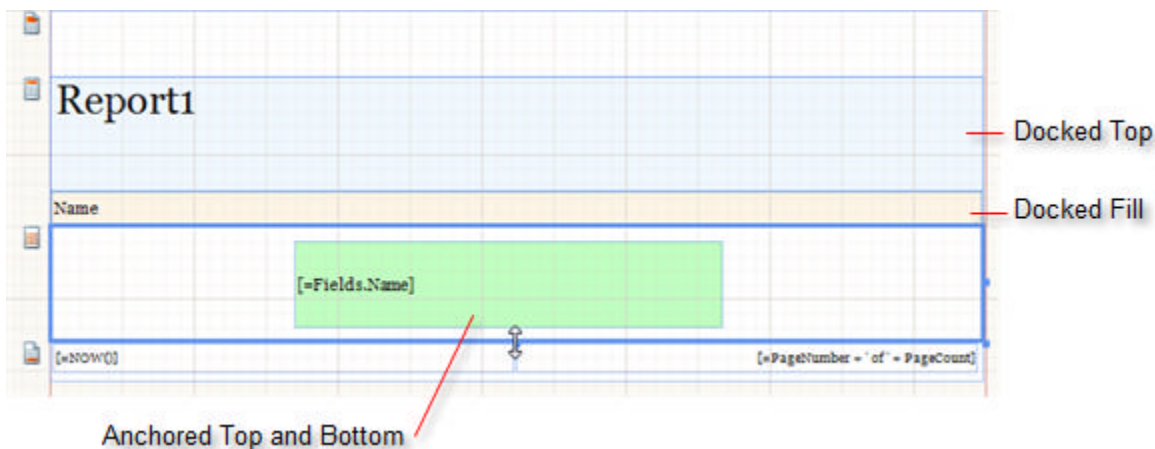 Report1
Docked Top
Name
Docked Fill
[=Fields.Name]
[=NOW()]
[=PageNumber + ' of ' + PageCount]
Anchored Top and Bottom